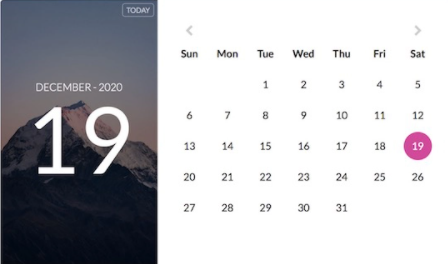 TODAY
DECEMBER - 2020
19
Sun Mon Tue Wed Thu Fri Sat
1 2 3 4 5
6 7 8 9 10 11 12
13 14 15 16 17 18 19
20 21 22 23 24 25 26
27 28 29 30 31